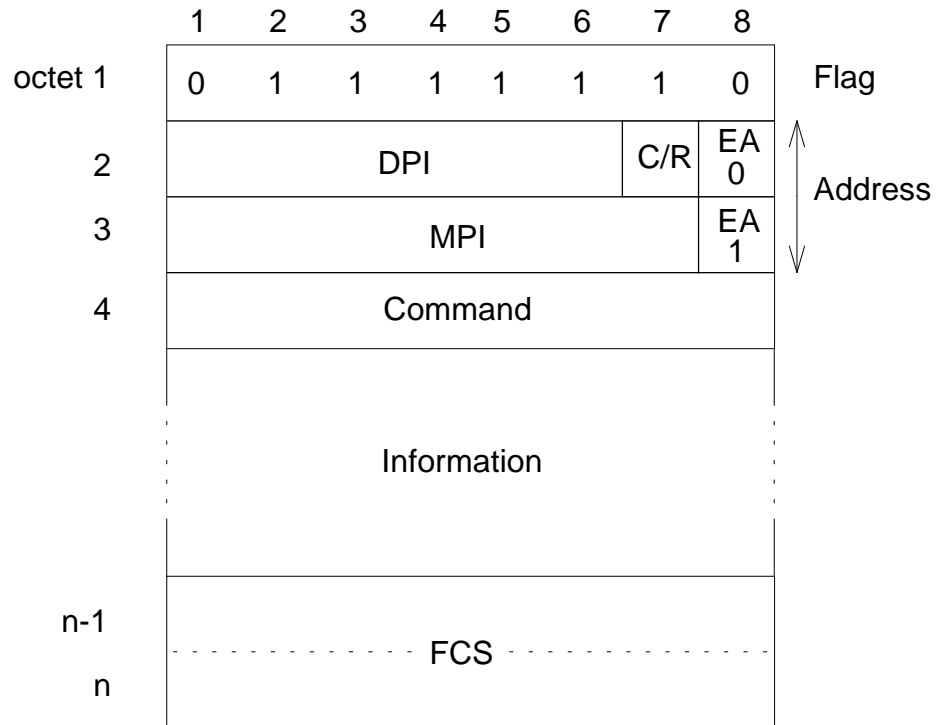 1 2 3 4 5 6 7 8
octet 1 0 1 1 1 1 1 1 0 Flag
2 DPI C/R EA 0
Address
3 MPI EA 1
4 Command
Information
n-1
FCS
n